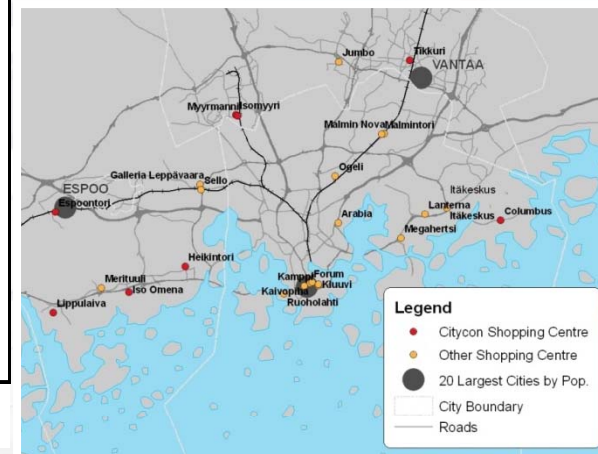 Jumbo
Tikkuri
VANTAA
Myyrmanni
Isomyyri
Malmin Nova
Malmintori
Galleria Leppävaara
Sello
Ogeli
ESPOO
Espoontori
Itäkeskus
Lanterna
Itäkeskus
Columbus
Arabia
Megahertsi
Heikintori
Merituuli
Iso Omena
Lippulaiva
Kamppi
Forum
Kaivopiha
Kluuvi
Ruoholahti
Legend
Citycon Shopping Centre
Other Shopping Centre
20 Largest Cities by Pop.
City Boundary
Roads